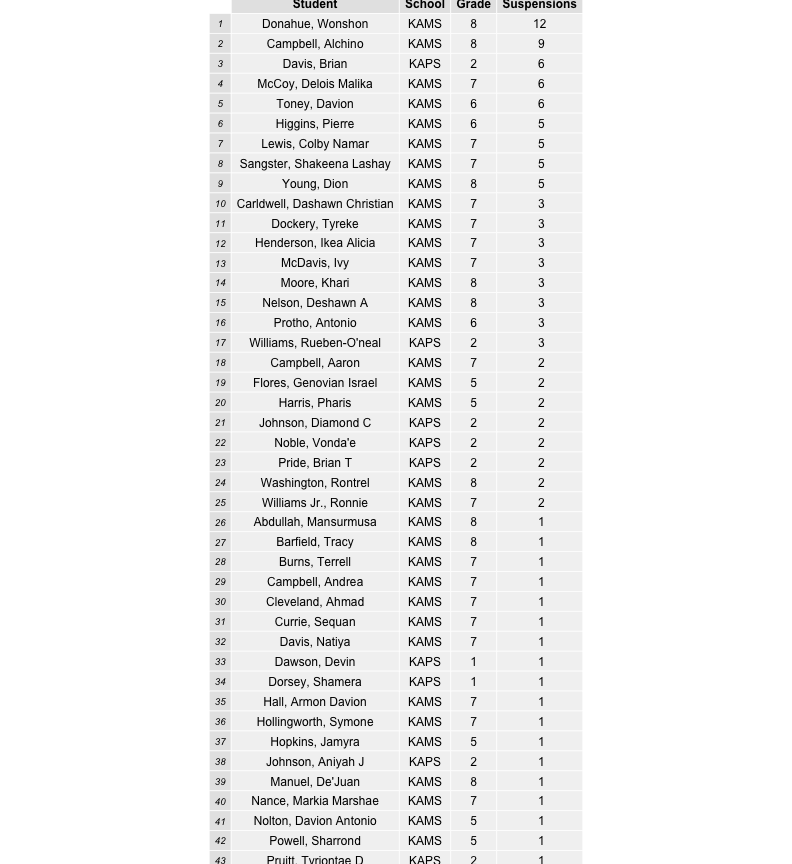 Student School Grade Suspensions
1 Donahue, Wonshon KAMS 8 12
2 Campbell, Alchino KAMS 8 9
3 Davis, Brian KAPS 2 6
4 McCoy, Delois Malika KAMS 7 6
5 Toney, Davion KAMS 6 6
6 Higgins, Pierre KAMS 6 5
7 Lewis, Colby Namar KAMS 7 5
8 Sangster, Shakeena Lashay KAMS 7 5
9 Young, Dion KAMS 8 5
10 Carldwell, Dashawn Christian KAMS 7 3
11 Dockery, Tyreke KAMS 7 3
12 Henderson, Ikea Alicia KAMS 7 3
13 McDavis, Ivy KAMS 7 3
14 Moore, Khari KAMS 8 3
15 Nelson, Deshawn A KAMS 8 3
16 Protho, Antonio KAMS 6 3
17 Williams, Rueben-O'neal KAPS 2 3
18 Campbell, Aaron KAMS 7 2
19 Flores, Genovian Israel KAMS 5 2
20 Harris, Pharis KAMS 5 2
21 Johnson, Diamond C KAPS 2 2
22 Noble, Vonda'e KAPS 2 2
23 Pride, Brian T KAPS 2 2
24 Washington, Rontrel KAMS 8 2
25 Williams Jr., Ronnie KAMS 7 2
26 Abdullah, Mansurmusa KAMS 8 1
27 Barfield, Tracy KAMS 8 1
28 Burns, Terrell KAMS 7 1
29 Campbell, Andrea KAMS 7 1
30 Cleveland, Ahmad KAMS 7 1
31 Currie, Sequan KAMS 7 1
32 Davis, Natiya KAMS 7 1
33 Dawson, Devin KAPS 1 1
34 Dorsey, Shamera KAPS 1 1
35 Hall, Armon Davion KAMS 7 1
36 Hollingworth, Symone KAMS 7 1
37 Hopkins, Jamyra KAMS 5 1
38 Johnson, Aniyah J KAPS 2 1
39 Manuel, De'Juan KAMS 8 1
40 Nance, Markia Marshae KAMS 7 1
41 Nolton, Davion Antonio KAMS 5 1
42 Powell, Sharrond KAMS 5 1
43 Pruitt, Tyriontae D KAPS 2 1